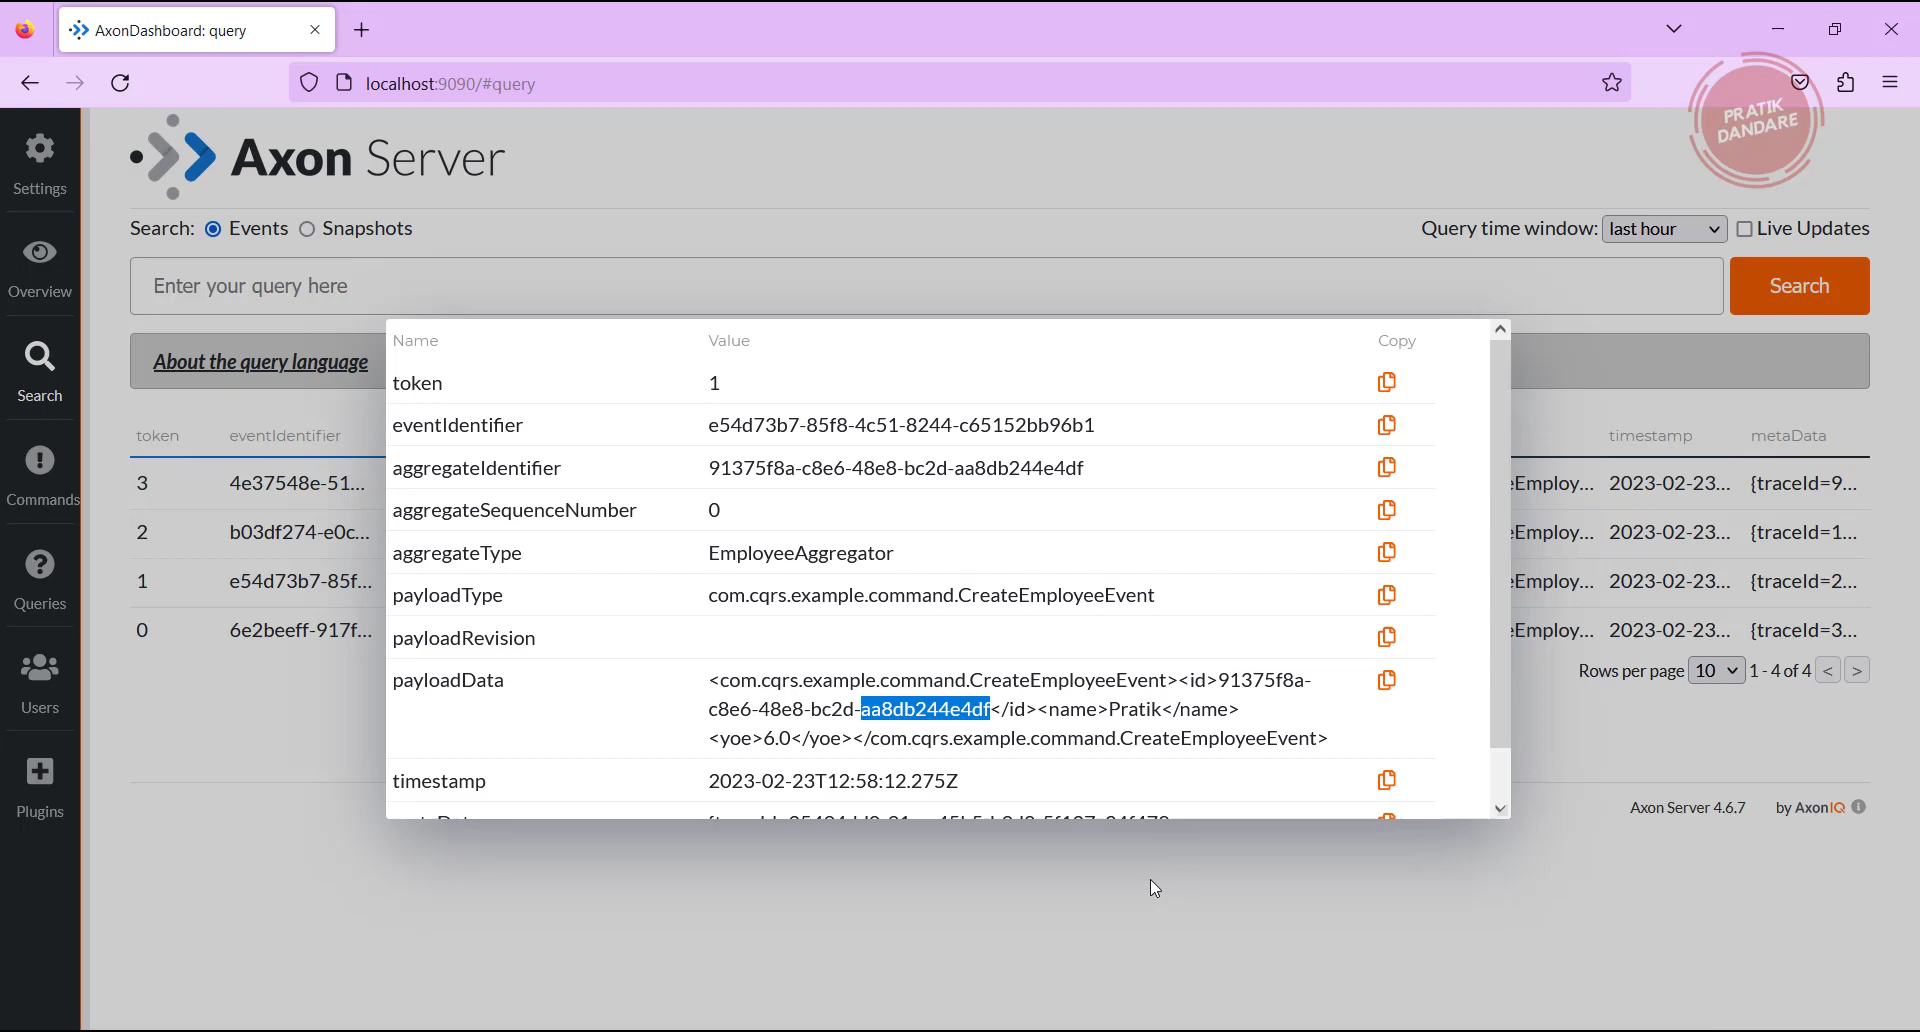 AxonDashboard: query
localhost:9090/#query
PRATIK
DANDARE
Axon Server
Settings
Overview
Search
Commands
Queries
Users
Plugins
Search: Events Snapshots
Query time window: last hour Live Updates
Enter your query here
Search
About the query language
token eventIdentifier timestamp metaData
3 4e37548e-51... Employ... 2023-02-23... {traceId=9...
2 b03df274-e0c... Employ... 2023-02-23... {traceId=1...
1 e54d73b7-85f... Employ... 2023-02-23... {traceId=2...
0 6e2beeff-917f... Employ... 2023-02-23... {traceId=3...
Rows per page 10 1 - 4 of 4 < >
Name Value Copy
token 1
eventIdentifier e54d73b7-85f8-4c51-8244-c65152bb96b1
aggregateIdentifier 91375f8a-c8e6-48e8-bc2d-aa8db244e4df
aggregateSequenceNumber 0
aggregateType EmployeeAggregator
payloadType com.cqrs.example.command.CreateEmployeeEvent
payloadRevision
payloadData <com.cqrs.example.command.CreateEmployeeEvent><id>91375f8a-
c8e6-48e8-bc2d-aa8db244e4df</id><name>Pratik</name>
<yoe>6.0</yoe></com.cqrs.example.command.CreateEmployeeEvent>
timestamp 2023-02-23T12:58:12.275Z
Axon Server 4.6.7 by AxonIQ